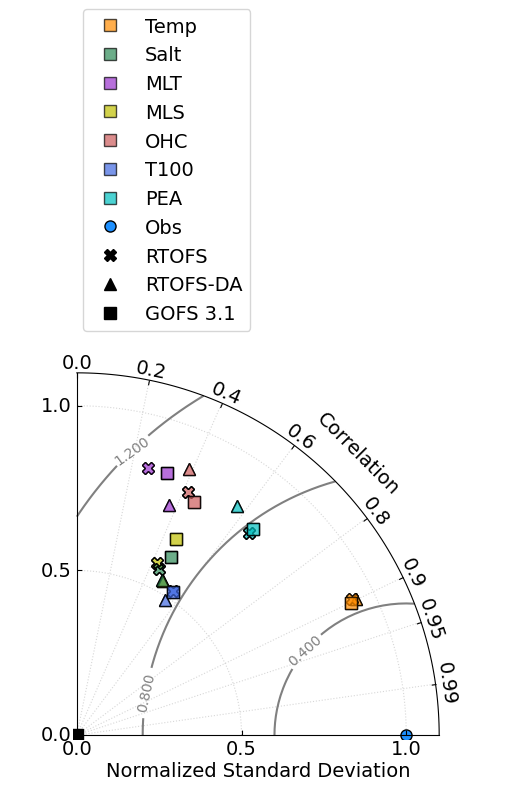 Temp
Salt
MLT
MLS
OHC
T100
PEA
Obs
RTOFS
RTOFS-DA
GOFS 3.1
0.0
0.2
0.4
0.6
Correlation
0.8
0.9
0.95
0.99
1.0
0.5
0.0
1.200
0.800
0.400
0.0
0.5
1.0
Normalized Standard Deviation